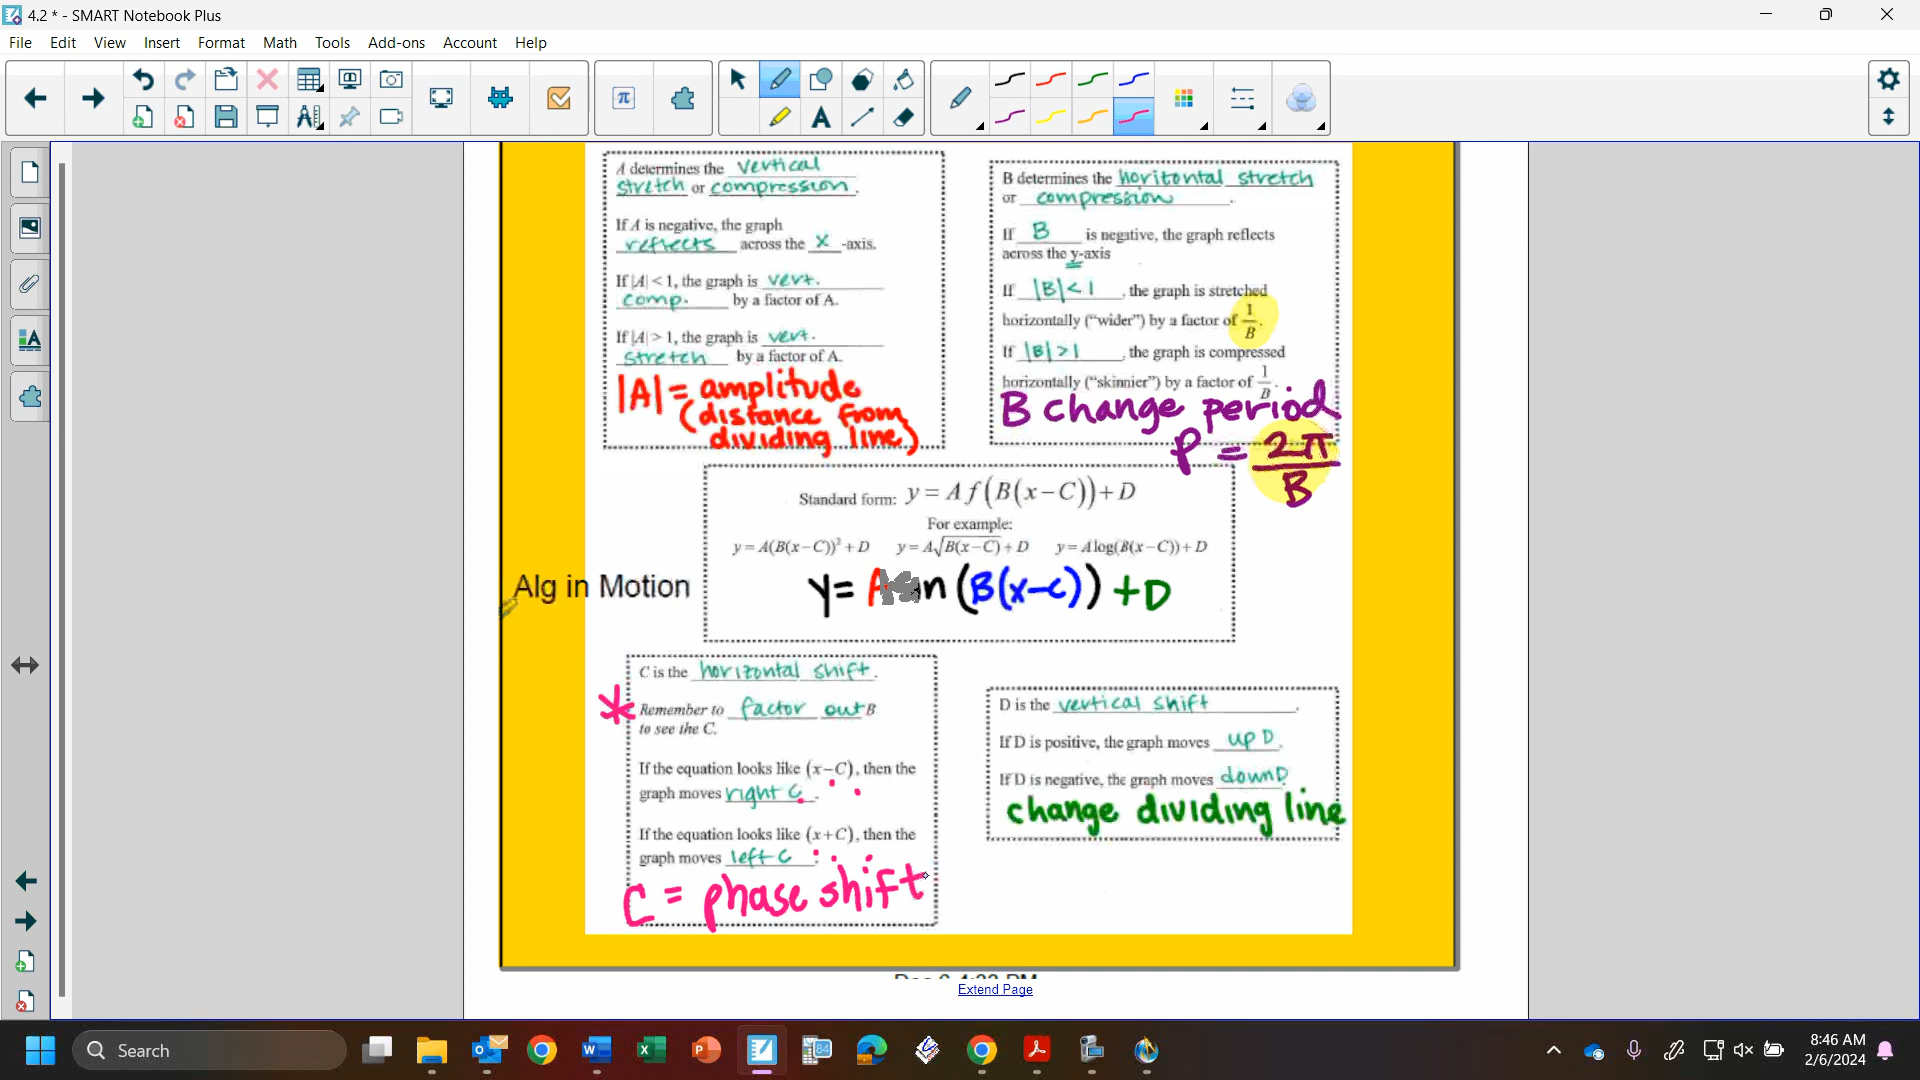 4.2 * - SMART Notebook Plus
File Edit View Insert Format Math Tools Add-ons Account Help
A determines the vertical
stretch or compression.
If A is negative, the graph
reflects across the x -axis.
If |A| < 1, the graph is vert.
comp. by a factor of A.
If |A| > 1, the graph is vert.
stretch by a factor of A.
|A| = amplitude
(distance from
dividing line)
B determines the horitontal stretch
or compression.
If B is negative, the graph reflects
across the y-axis
If |B| < 1, the graph is stretched
horizontally ("wider") by a factor of 1/B.
If |B| > 1, the graph is compressed
horizontally ("skinnier") by a factor of 1/B.
B change period
P = 2π/B
Standard form: y = A f(B(x−C))+D
For example:
y = A(B(x−C))² + D y = A√B(x−C) + D y = A log(B(x−C)) + D
Alg in Motion
y = A n (B(x−c)) + D
C is the horizontal shift.
* Remember to factor out B
to see the C.
If the equation looks like (x−C), then the
graph moves right C.
If the equation looks like (x+C), then the
graph moves left C.
C = phase shift
D is the vertical shift.
If D is positive, the graph moves up D.
If D is negative, the graph moves down D.
change dividing line
Extend Page
Search
84
8:46 AM
2/6/2024